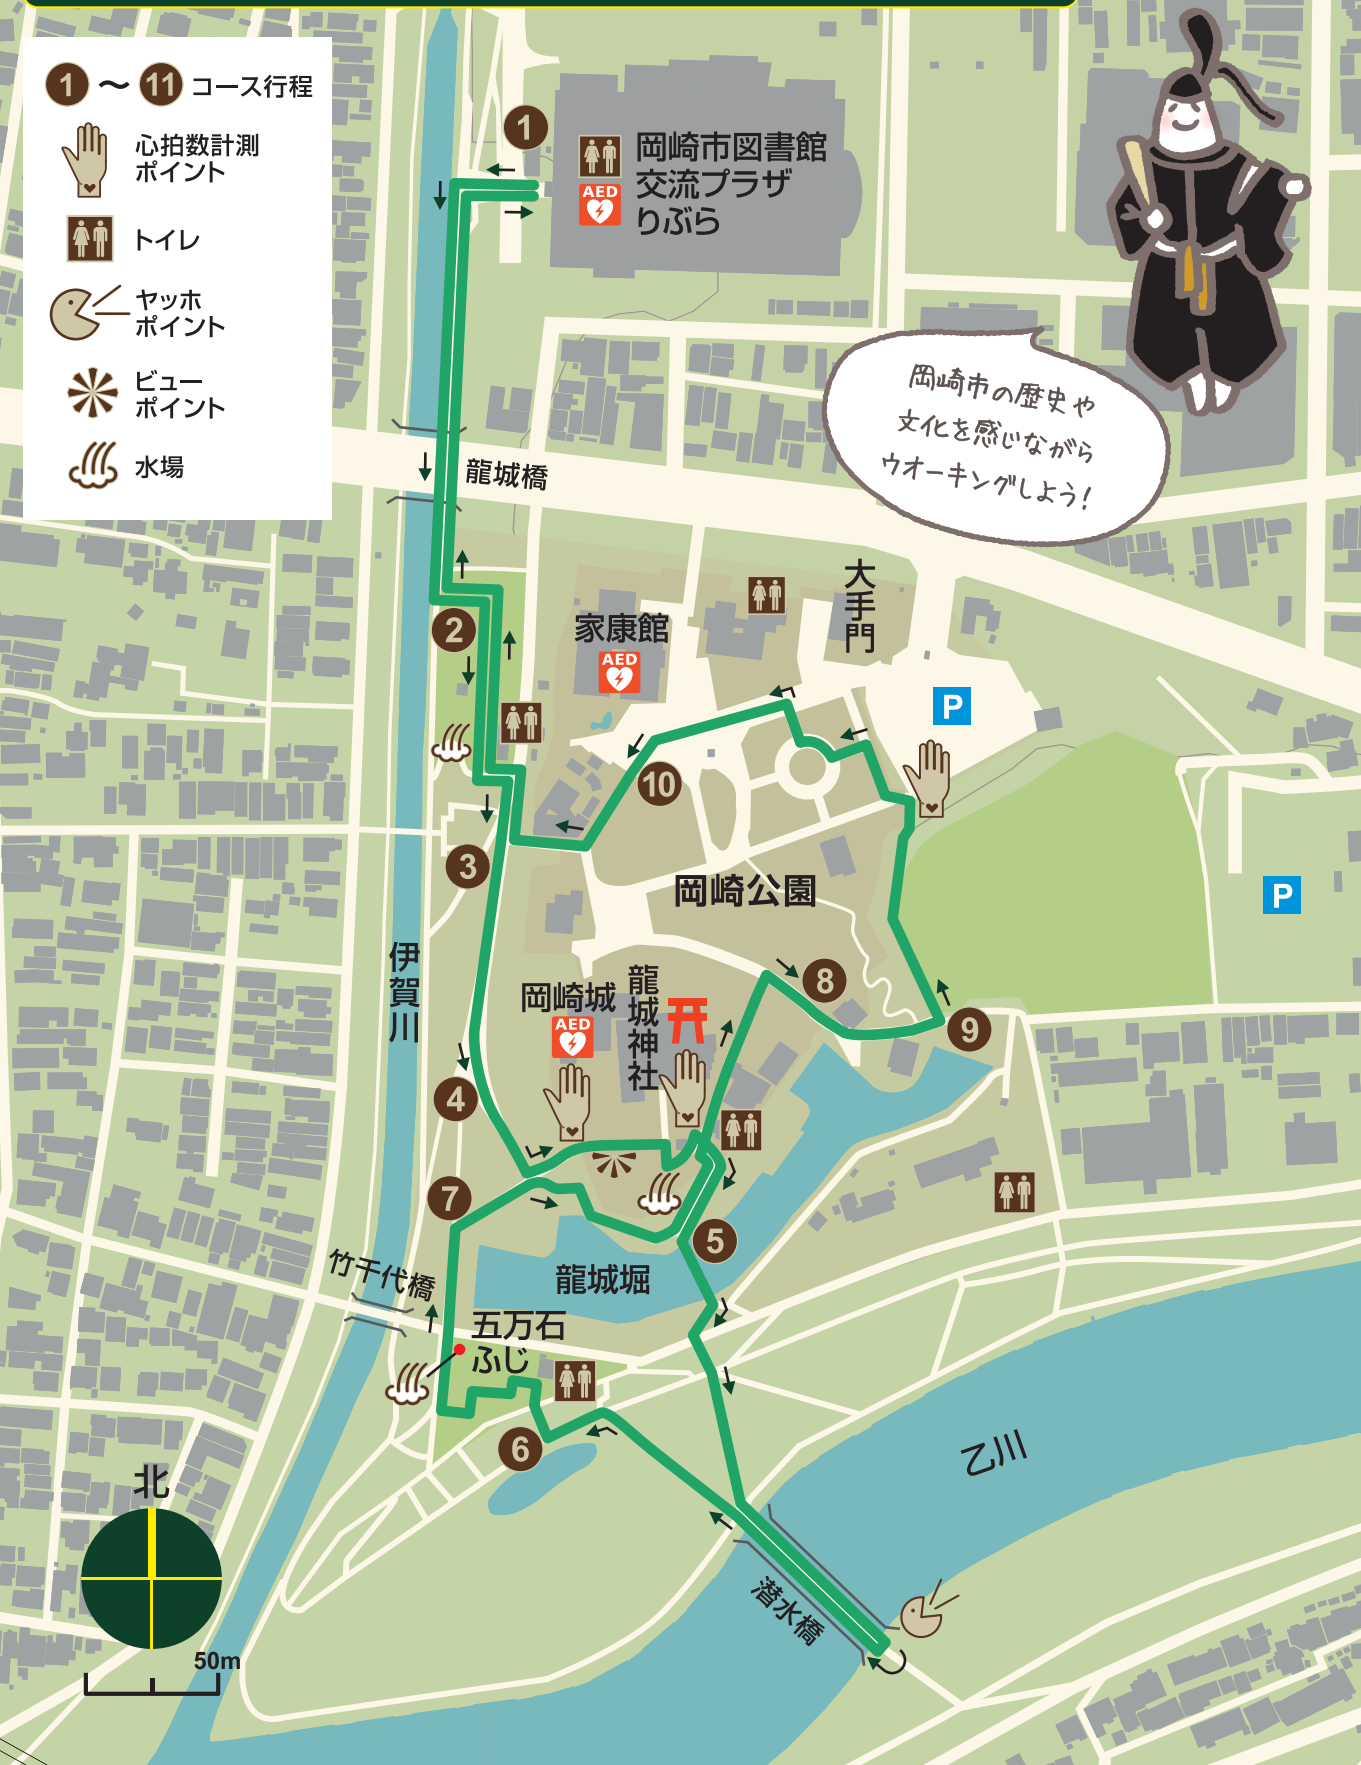 1 〜 11 コース行程
心拍数計測
ポイント
トイレ
ヤッホ
ポイント
ビュー
ポイント
水場
1
AED
岡崎市図書館
交流プラザ
りぶら
岡崎市の歴史や
文化を感じながら
ウオーキングしよう!
龍城橋
2
家康館
AED
大手門
P
10
3
岡崎公園
P
伊賀川
岡崎城
AED
龍城神社
8
9
4
7
5
竹千代橋
龍城堀
五万石
ふじ
6
乙川
北
潜水橋
50m